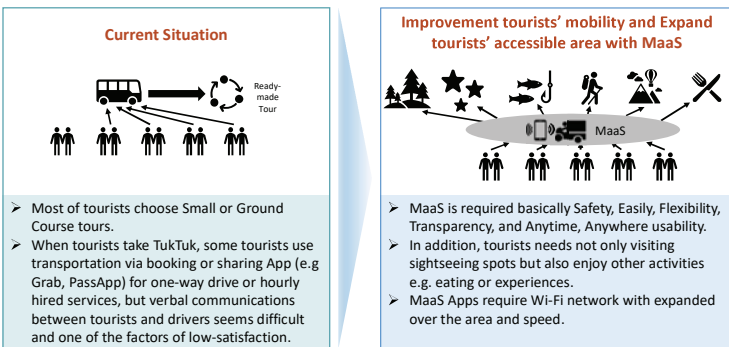 Current Situation
Ready-
made
Tour
➢ Most of tourists choose Small or Ground
Course tours.
➢ When tourists take TukTuk, some tourists use
transportation via booking or sharing App (e.g
Grab, PassApp) for one-way drive or hourly
hired services, but verbal communications
between tourists and drivers seems difficult
and one of the factors of low-satisfaction.
Improvement tourists’ mobility and Expand
tourists’ accessible area with MaaS
MaaS
➢ MaaS is required basically Safety, Easily, Flexibility,
Transparency, and Anytime, Anywhere usability.
➢ In addition, tourists needs not only visiting
sightseeing spots but also enjoy other activities
e.g. eating or experiences.
➢ MaaS Apps require Wi-Fi network with expanded
over the area and speed.